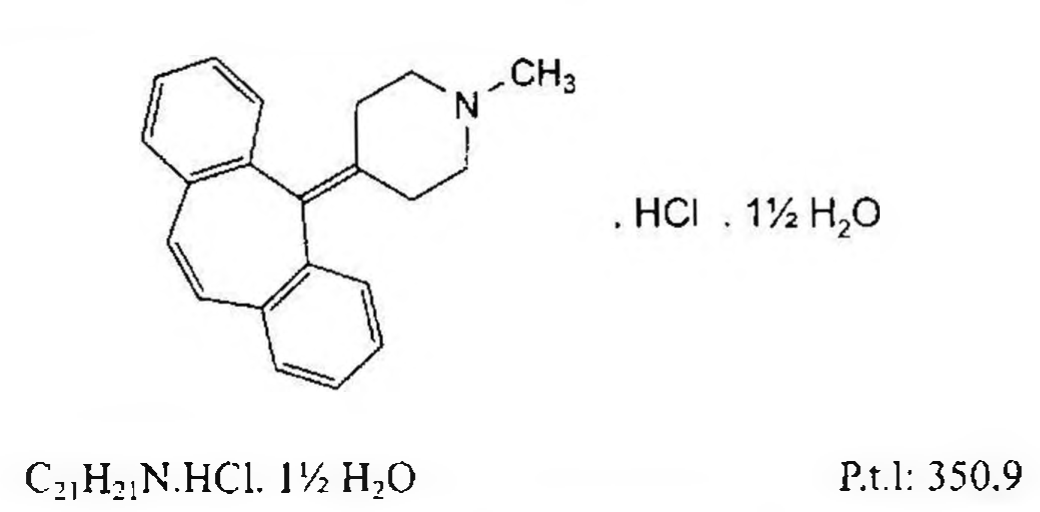 N
CH₃
. HCl . 1½ H₂O
C₂₁H₂₁N.HCl. 1½ H₂O
P.t.l: 350.9